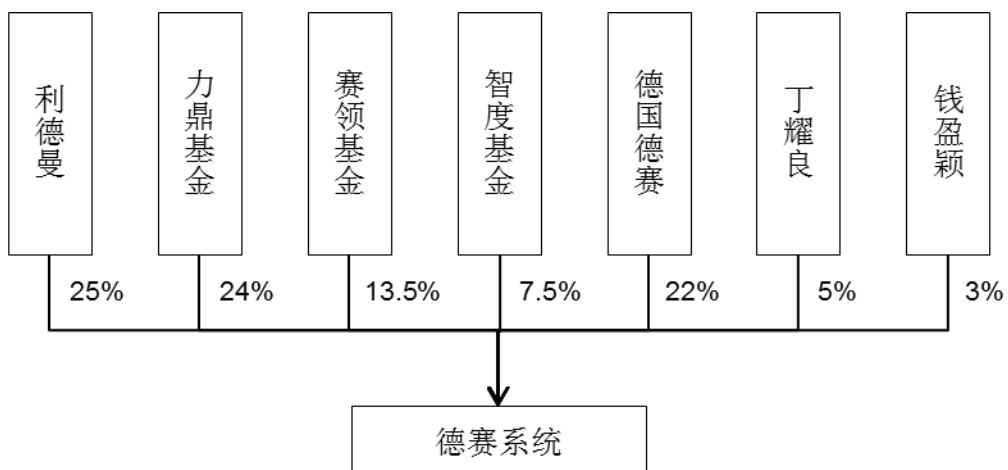 利德曼
力鼎基金
赛领基金
智度基金
德国德赛
丁耀良
钱盈颖
25%
24%
13.5%
7.5%
22%
5%
3%
德赛系统